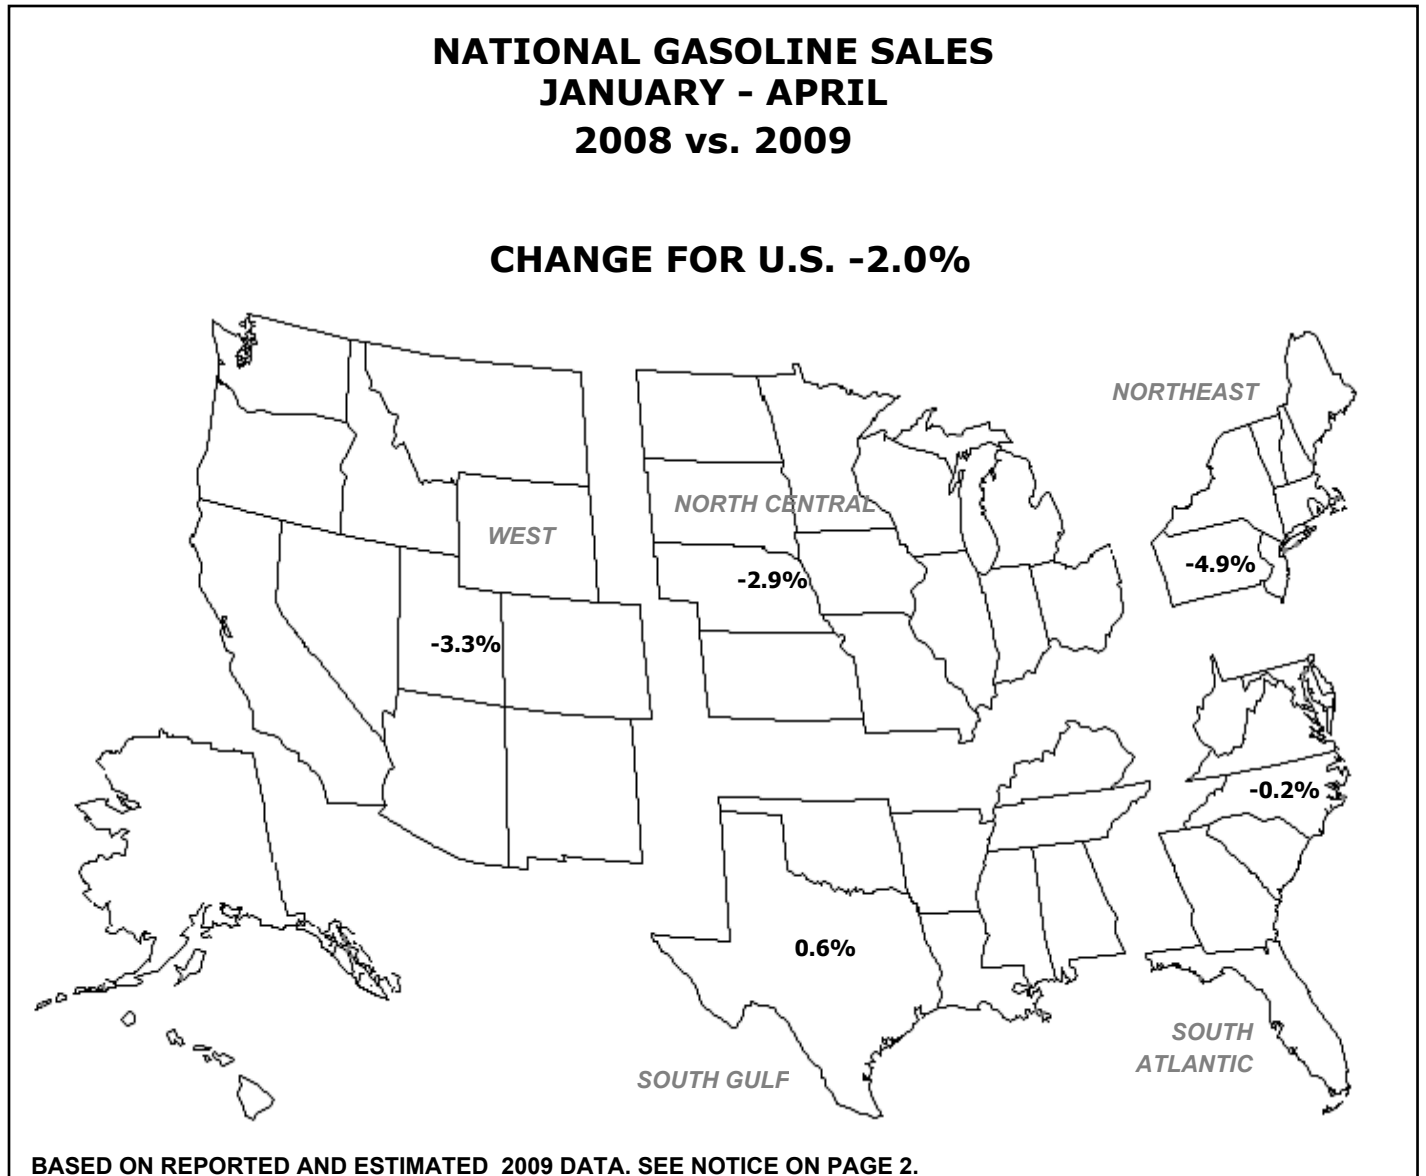 NATIONAL GASOLINE SALES
JANUARY - APRIL
2008 vs. 2009
CHANGE FOR U.S. -2.0%
NORTHEAST
NORTH CENTRAL
WEST
-4.9%
-2.9%
-3.3%
-0.2%
0.6%
SOUTH
ATLANTIC
SOUTH GULF
BASED ON REPORTED AND ESTIMATED  2009 DATA. SEE NOTICE ON PAGE 2.